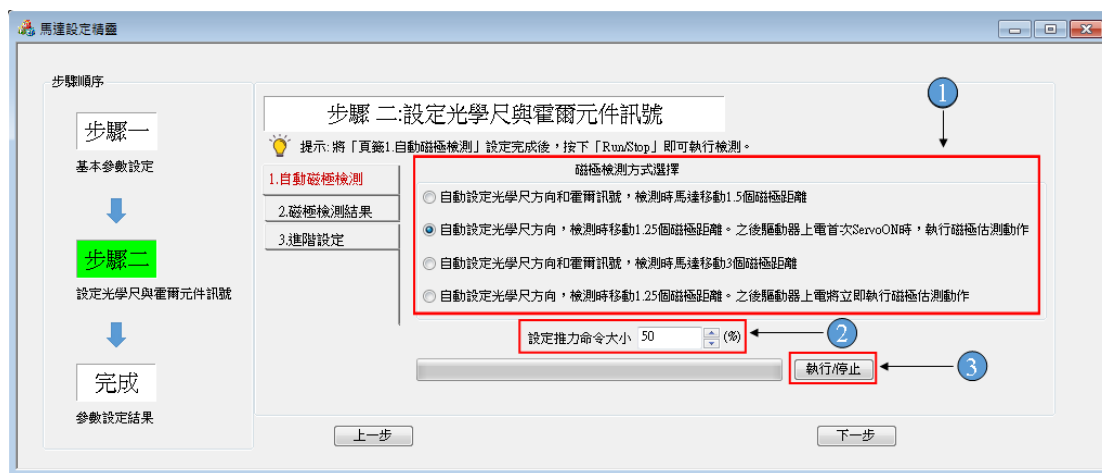 馬達設定精靈
步驟順序
步驟一
基本參數設定
步驟二
設定光學尺與霍爾元件訊號
完成
參數設定結果
步驟 二:設定光學尺與霍爾元件訊號
提示: 將「頁籤1.自動磁極檢測」設定完成後，按下「Run/Stop」即可執行檢測。
1.自動磁極檢測
2.磁極檢測結果
3.進階設定
1
磁極檢測方式選擇
自動設定光學尺方向和霍爾訊號，檢測時馬達移動1.5個磁極距離
自動設定光學尺方向，檢測時移動1.25個磁極距離。之後驅動器上電首次ServoON時，執行磁極估測動作
自動設定光學尺方向和霍爾訊號，檢測時馬達移動3個磁極距離
自動設定光學尺方向，檢測時移動1.25個磁極距離。之後驅動器上電將立即執行磁極估測動作
設定推力命令大小 50 (%)
2
執行/停止
3
上一步
下一步